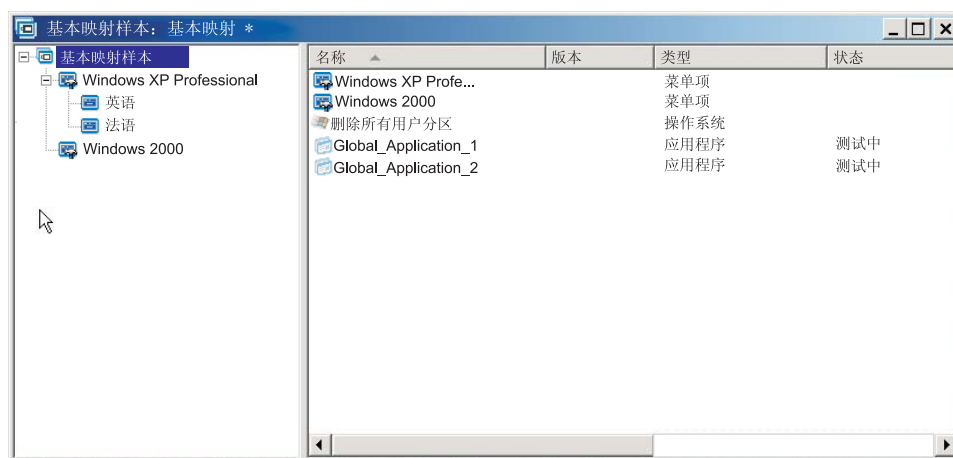 基本映射样本：基本映射 *
基本映射样本
Windows XP Professional
英语
法语
Windows 2000
名称 版本 类型 状态
Windows XP Profe... 菜单项
Windows 2000 菜单项
删除所有用户分区 操作系统
Global_Application_1 应用程序 测试中
Global_Application_2 应用程序 测试中